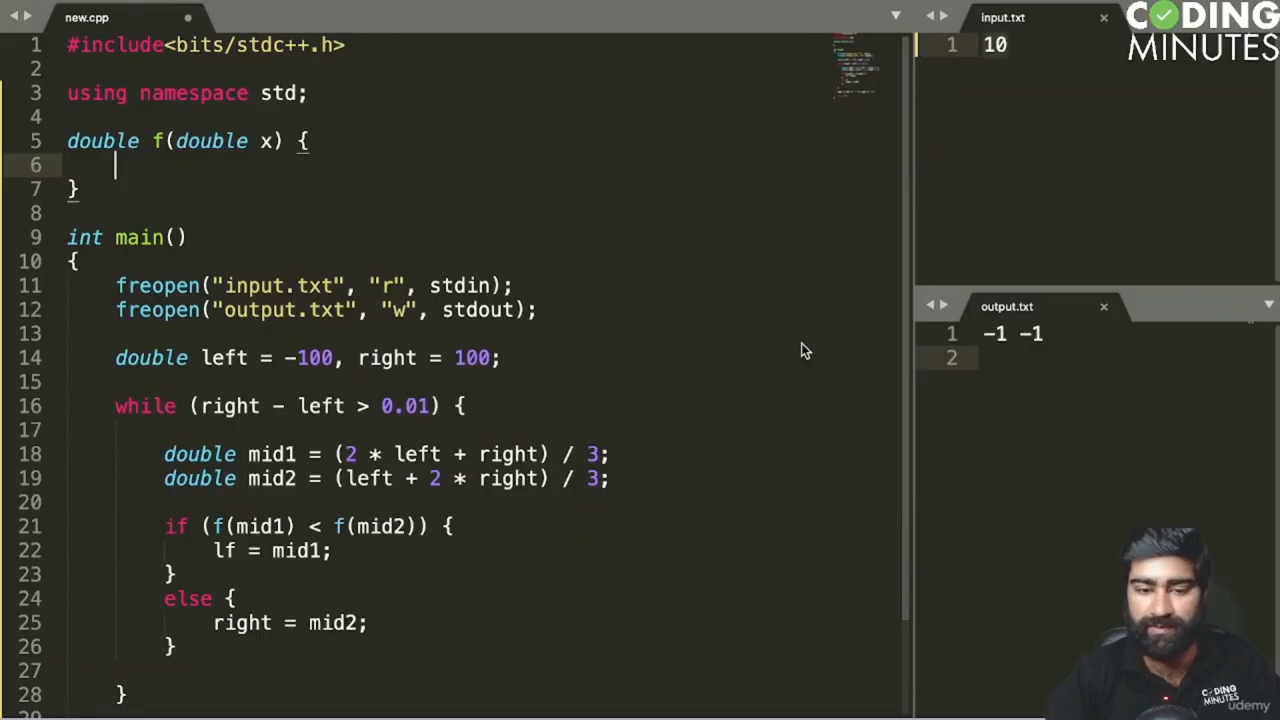 new.cpp
1 #include<bits/stdc++.h>
2
3 using namespace std;
4
5 double f(double x) {
6
7 }
8
9 int main()
10 {
11 freopen("input.txt", "r", stdin);
12 freopen("output.txt", "w", stdout);
13
14 double left = -100, right = 100;
15
16 while (right - left > 0.01) {
17
18 double mid1 = (2 * left + right) / 3;
19 double mid2 = (left + 2 * right) / 3;
20
21 if (f(mid1) < f(mid2)) {
22 lf = mid1;
23 }
24 else {
25 right = mid2;
26 }
27
28 }
input.txt
1 10
CODING
MINUTES
output.txt
1 -1 -1
2
CODING
MINUTES
udemy